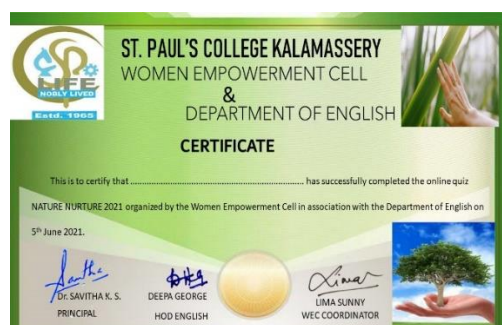 LIFE
NOBLY LIVED
Estd. 1965
ST. PAUL'S COLLEGE KALAMASSERY
WOMEN EMPOWERMENT CELL
&
DEPARTMENT OF ENGLISH
CERTIFICATE
This is to certify that ........................................................................ has successfully completed the online quiz
NATURE NURTURE 2021 organized by the Women Empowerment Cell in association with the Department of English on
5th June 2021.
Dr. SAVITHA K. S.
PRINCIPAL
DEEPA GEORGE
HOD ENGLISH
LIMA SUNNY
WEC COORDINATOR